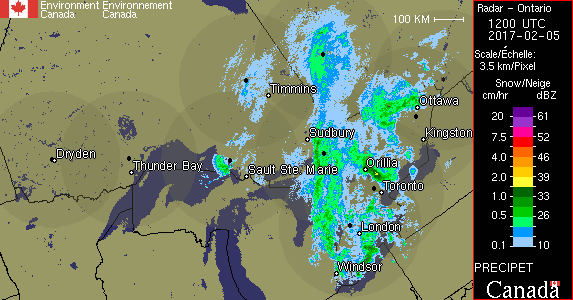 Environment Environnement
Canada Canada
100 KM
Timmins
Ottawa
Sudbury
Kingston
Dryden
Thunder Bay
Sault Ste. Marie
Orillia
Toronto
London
Windsor
Radar - Ontario
1200 UTC
2017-02-05
Scale/Échelle:
3.5 km/Pixel
Snow/Neige
cm/hr dBZ
20 61
7.5 52
4.0 46
2.0 39
1.0 33
0.5 26
0.1 10
PRECIPET
Canada